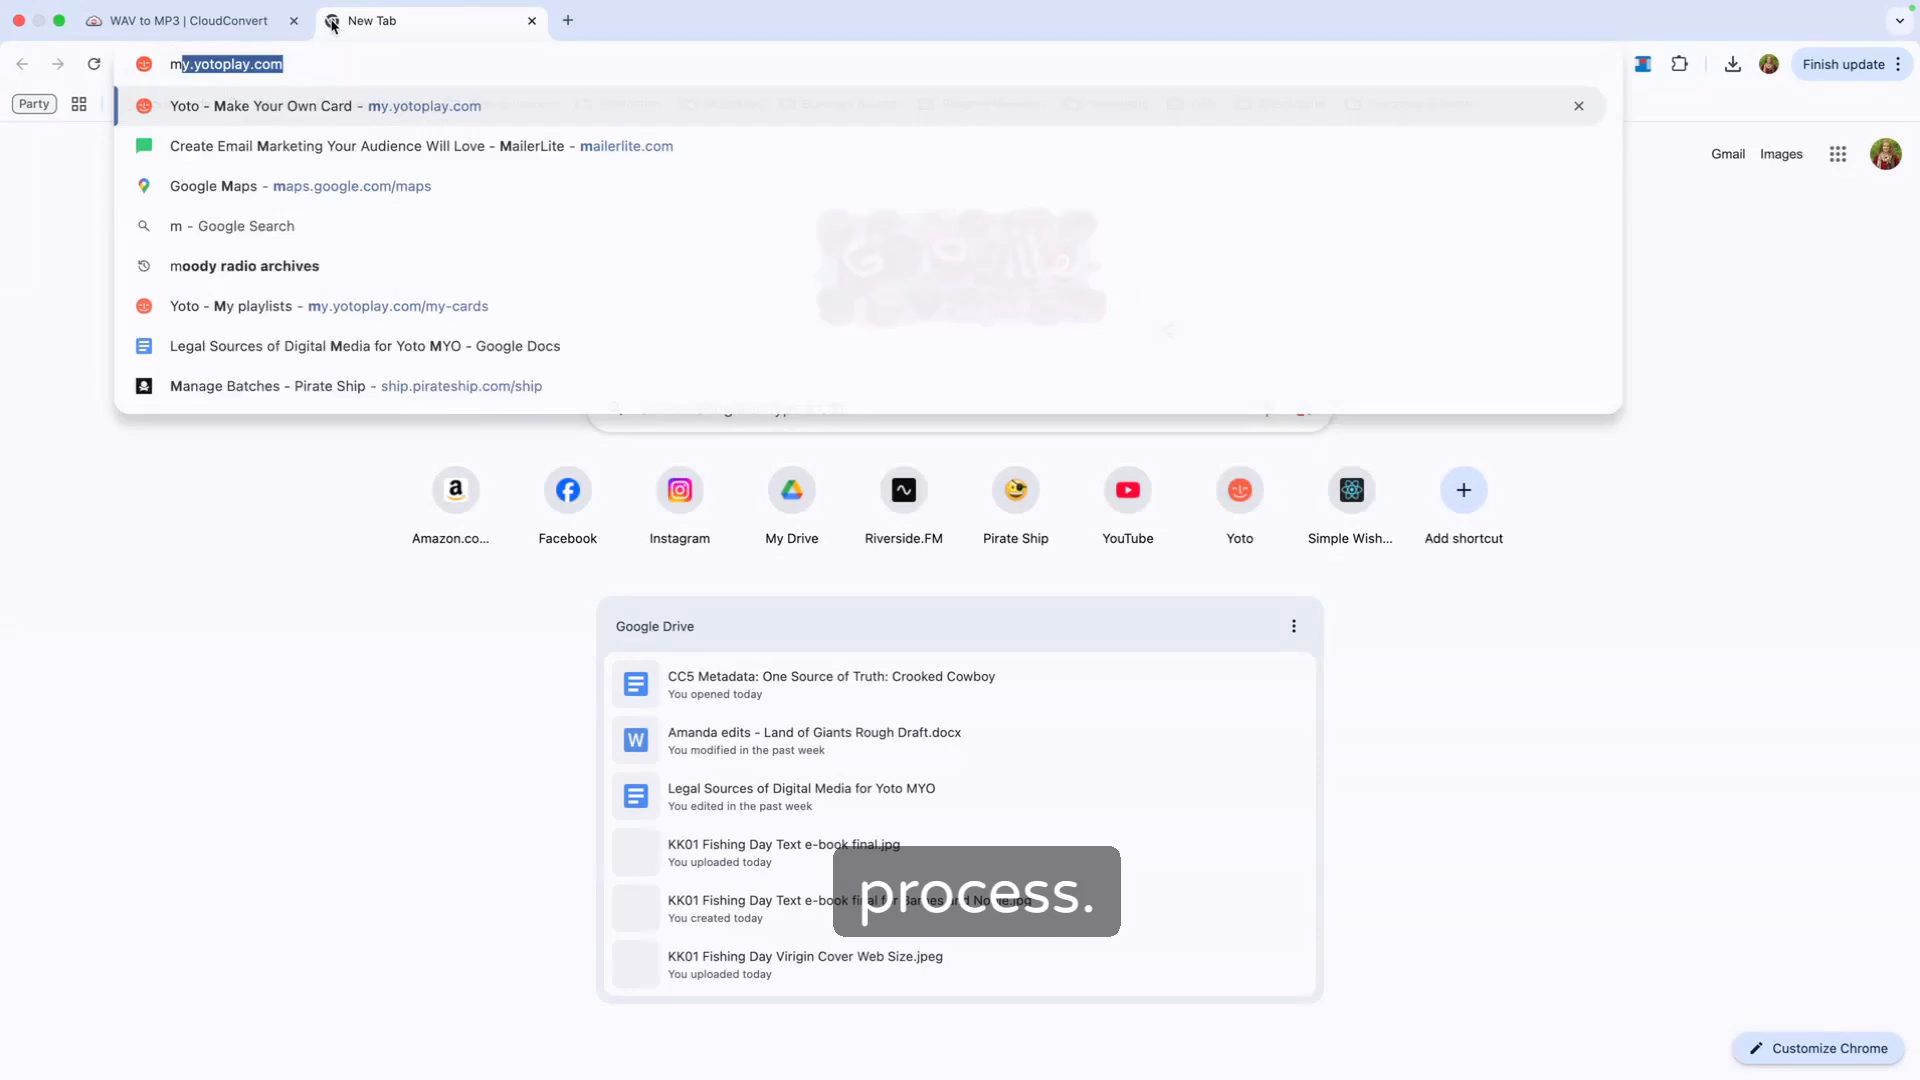 WAV to MP3 | CloudConvert
New Tab
my.yotoplay.com
Finish update
Party
Yoto - Make Your Own Card - my.yotoplay.com
Create Email Marketing Your Audience Will Love - MailerLite - mailerlite.com
Gmail
Images
Google Maps - maps.google.com/maps
m - Google Search
moody radio archives
Yoto - My playlists - my.yotoplay.com/my-cards
Legal Sources of Digital Media for Yoto MYO - Google Docs
Manage Batches - Pirate Ship - ship.pirateship.com/ship
Amazon.co...
Facebook
Instagram
My Drive
Riverside.FM
Pirate Ship
YouTube
Yoto
Simple Wish...
Add shortcut
Google Drive
CC5 Metadata: One Source of Truth: Crooked Cowboy
You opened today
Amanda edits - Land of Giants Rough Draft.docx
You modified in the past week
Legal Sources of Digital Media for Yoto MYO
You edited in the past week
KK01 Fishing Day Text e-book final.jpg
You uploaded today
process.
KK01 Fishing Day Text e-book final for Barnes and Noble.jpg
You created today
KK01 Fishing Day Virigin Cover Web Size.jpeg
You uploaded today
Customize Chrome